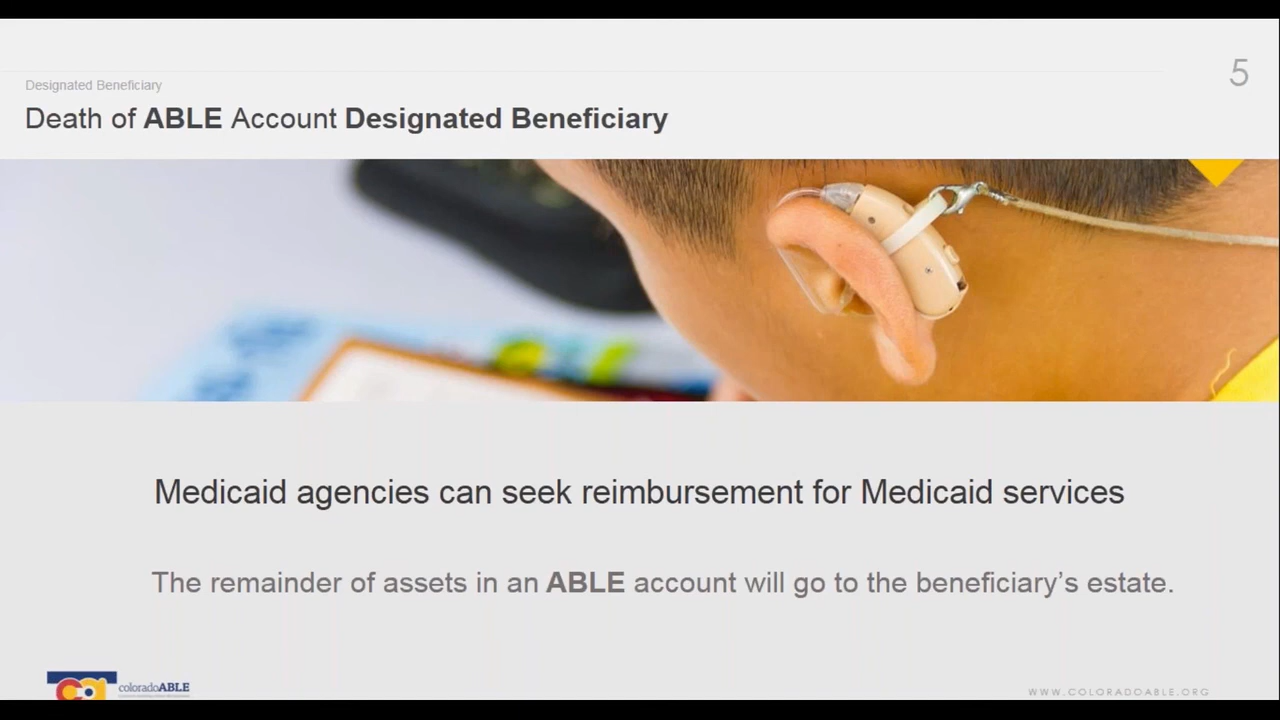 Designated Beneficiary
5
Death of ABLE Account Designated Beneficiary
Medicaid agencies can seek reimbursement for Medicaid services
The remainder of assets in an ABLE account will go to the beneficiary's estate.
coloradoABLE
WWW.COLORADOABLE.ORG